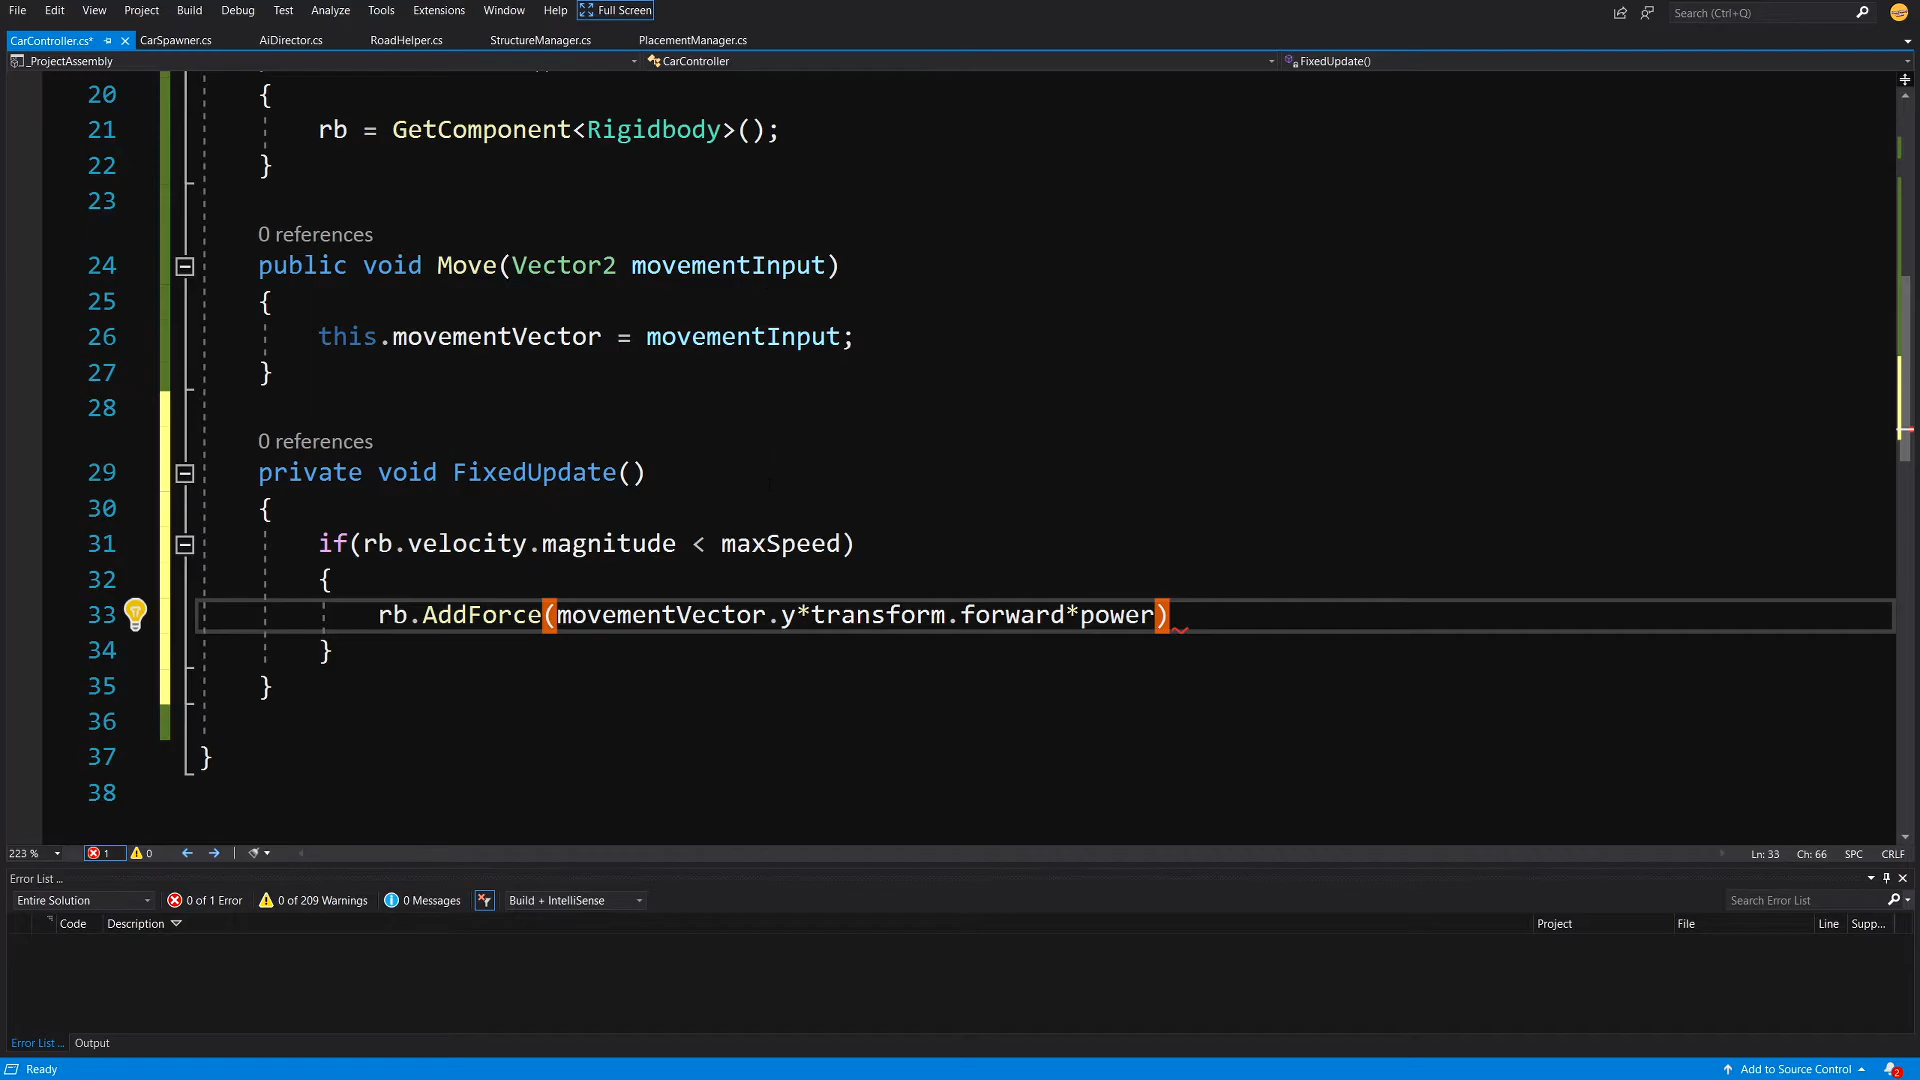 File Edit View Project Build Debug Test Analyze Tools Extensions Window Help Full Screen Search (Ctrl+Q)
CarController.cs* CarSpawner.cs AiDirector.cs RoadHelper.cs StructureManager.cs PlacementManager.cs
_ProjectAssembly CarController FixedUpdate()
20 {
21 rb = GetComponent<Rigidbody>();
22 }
23
0 references
24 public void Move(Vector2 movementInput)
25 {
26 this.movementVector = movementInput;
27 }
28
0 references
29 private void FixedUpdate()
30 {
31 if(rb.velocity.magnitude < maxSpeed)
32 {
33 rb.AddForce(movementVector.y*transform.forward*power)
34 }
35 }
36
37 }
38
223 % 1 0 Ln: 33 Ch: 66 SPC CRLF
Error List ...
Entire Solution 0 of 1 Error 0 of 209 Warnings 0 Messages Build + IntelliSense Search Error List
Code Description Project File Line Supp...
Error List ... Output
Ready Add to Source Control 2